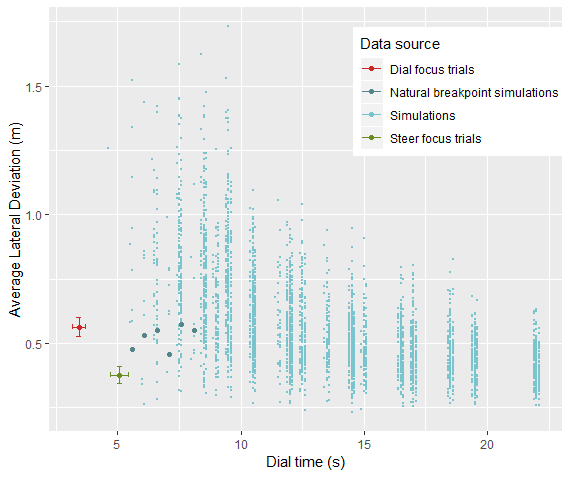 Data source
Dial focus trials
Natural breakpoint simulations
Simulations
Steer focus trials
Average Lateral Deviation (m)
1.5
1.0
0.5
5 10 15 20
Dial time (s)